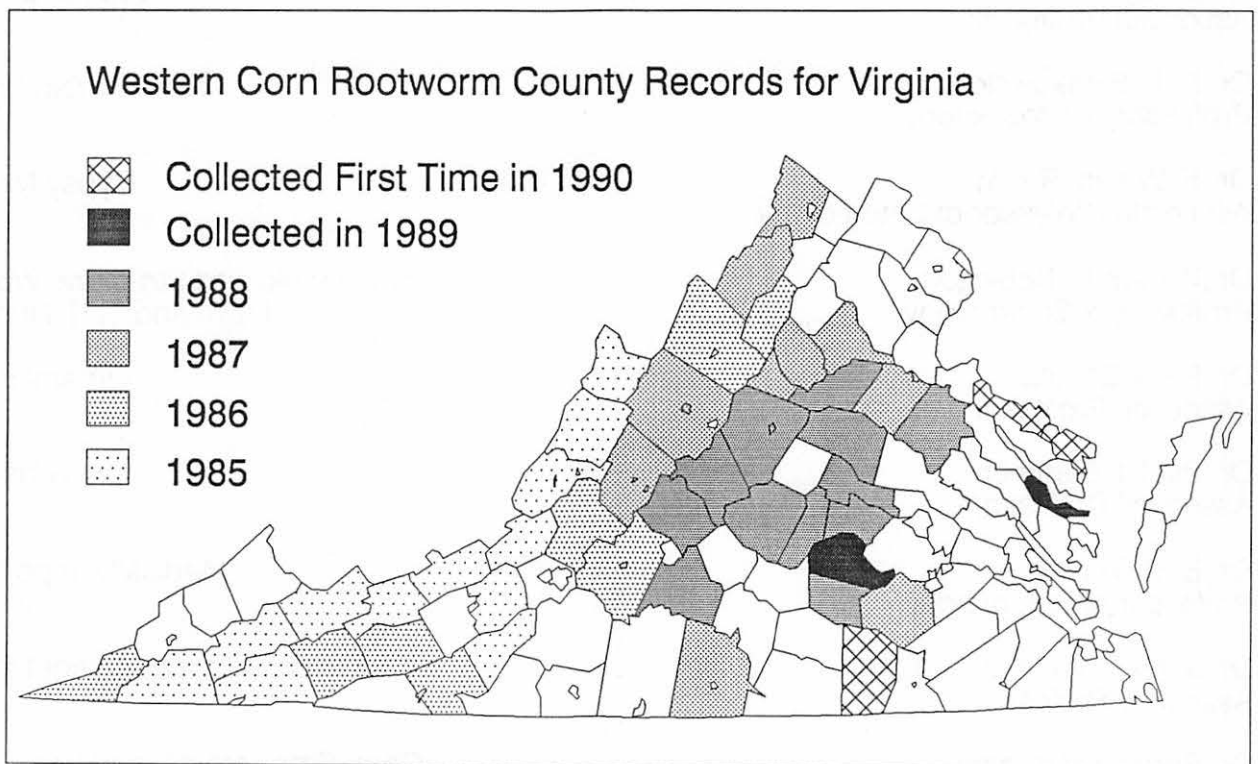 Western Corn Rootworm County Records for Virginia
Collected First Time in 1990
Collected in 1989
1988
1987
1986
1985